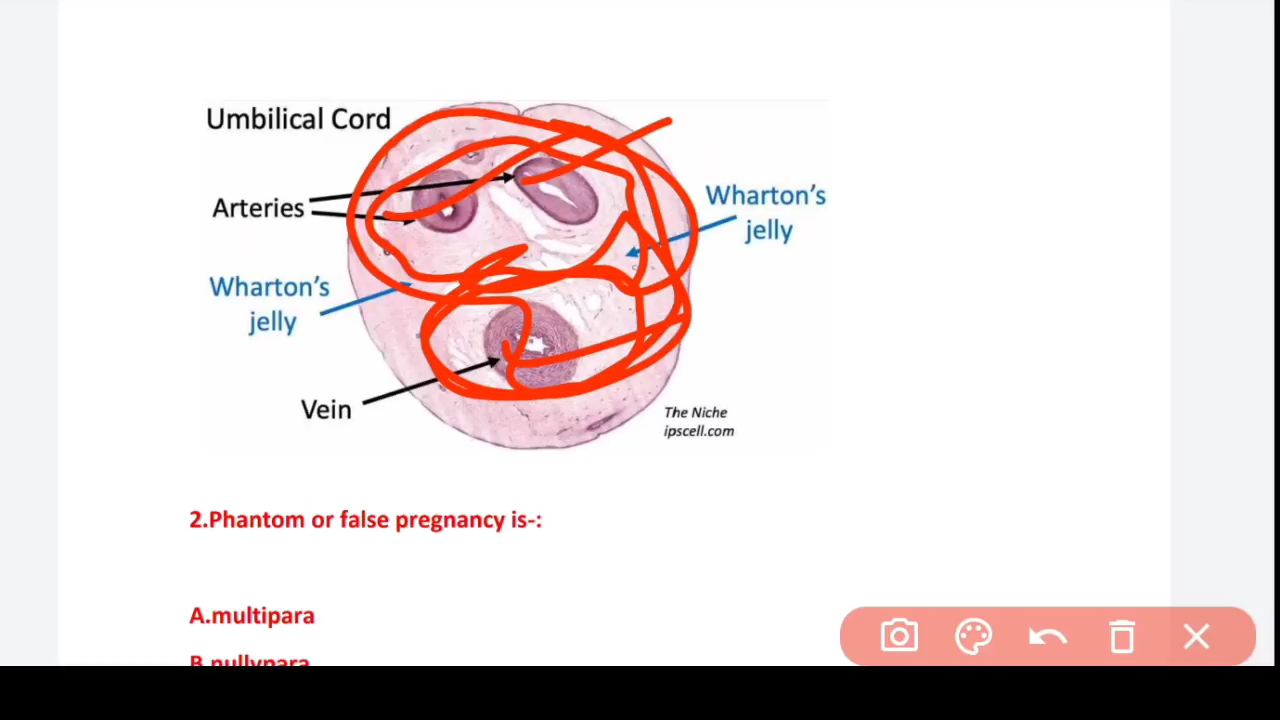 Umbilical Cord
Arteries
Wharton's
jelly
Wharton's
jelly
Vein
The Niche
ipscell.com
2.Phantom or false pregnancy is-:
A.multipara
B.nullypara